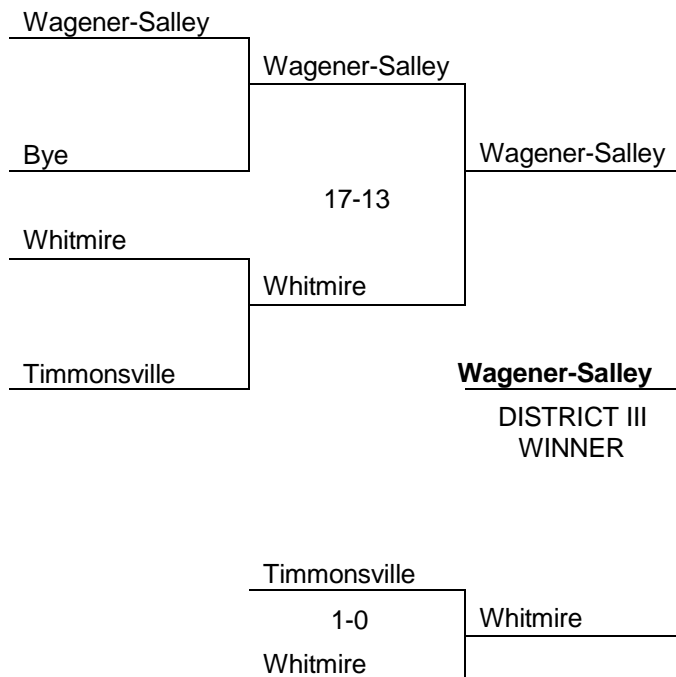 Wagener-Salley
Wagener-Salley
Bye
Wagener-Salley
17-13
Whitmire
Whitmire
Timmonsville
Wagener-Salley
DISTRICT III
WINNER
Timmonsville
1-0
Whitmire
Whitmire